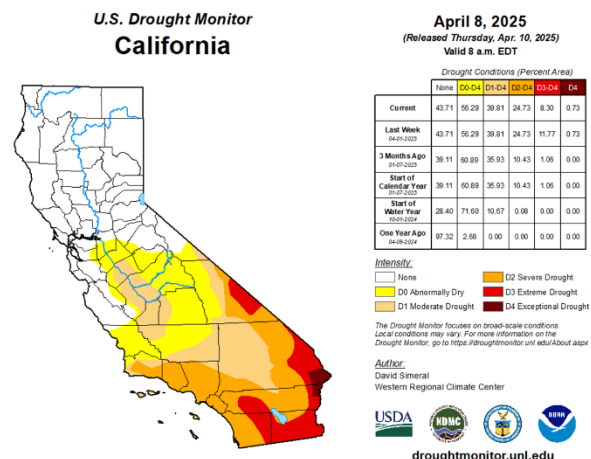 U.S. Drought Monitor
California
April 8, 2025
(Released Thursday, Apr. 10, 2025)
Valid 8 a.m. EDT
Drought Conditions (Percent Area)
None D0-D4 D1-D4 D2-D4 D3-D4 D4
Current 43.71 56.29 39.81 24.73 8.30 0.73
Last Week 43.71 56.29 39.81 24.73 11.77 0.73
04-01-2025
3 Months Ago 39.11 60.89 35.93 10.43 1.06 0.00
01-07-2025
Start of
Calendar Year 39.11 60.89 35.93 10.43 1.06 0.00
01-07-2025
Start of
Water Year 28.40 71.60 10.67 0.08 0.00 0.00
10-01-2024
One Year Ago 97.32 2.68 0.00 0.00 0.00 0.00
04-09-2024
Intensity:
None
D0 Abnormally Dry
D1 Moderate Drought
D2 Severe Drought
D3 Extreme Drought
D4 Exceptional Drought
The Drought Monitor focuses on broad-scale conditions.
Local conditions may vary. For more information on the
Drought Monitor, go to https://droughtmonitor.unl.edu/About.aspx
Author:
David Simeral
Western Regional Climate Center
USDA
NDMC
NOAA
droughtmonitor.unl.edu